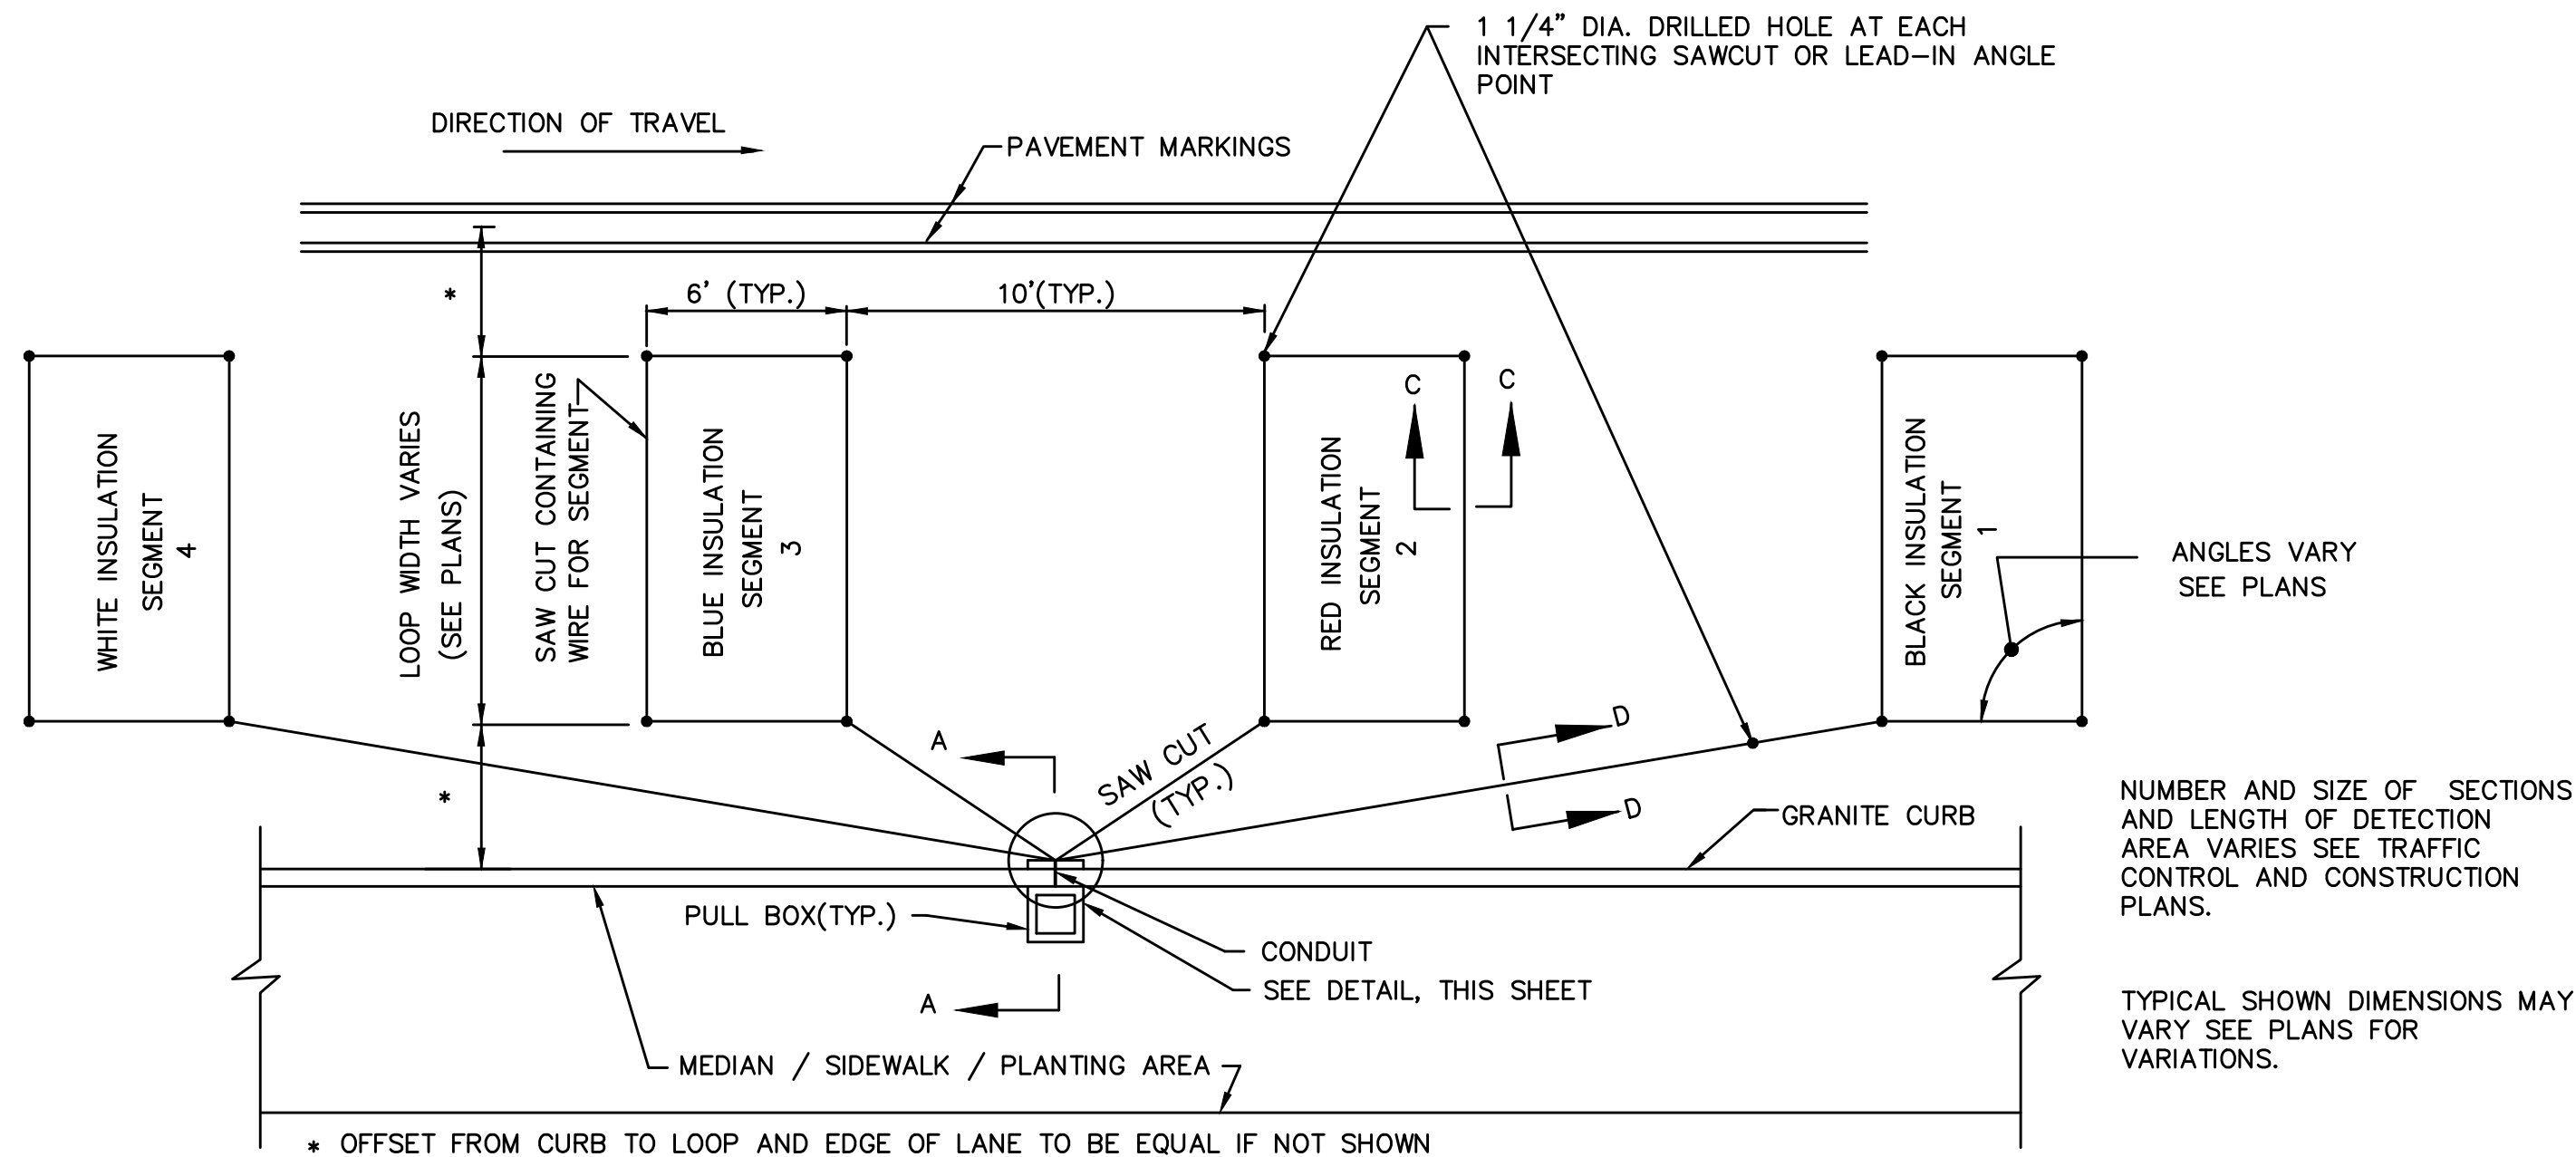 1 1/4" DIA. DRILLED HOLE AT EACH
INTERSECTING SAWCUT OR LEAD-IN ANGLE
POINT
DIRECTION OF TRAVEL
PAVEMENT MARKINGS
*
6' (TYP.)
10'(TYP.)
WHITE INSULATION
SEGMENT
4
LOOP WIDTH VARIES
(SEE PLANS)
SAW CUT CONTAINING
WIRE FOR SEGMENT
BLUE INSULATION
SEGMENT
3
RED INSULATION
SEGMENT
2
C
C
BLACK INSULATION
SEGMENT
1
ANGLES VARY
SEE PLANS
*
A
SAW CUT
(TYP.)
D
D
GRANITE CURB
NUMBER AND SIZE OF SECTIONS
AND LENGTH OF DETECTION
AREA VARIES SEE TRAFFIC
CONTROL AND CONSTRUCTION
PLANS.
PULL BOX(TYP.)
CONDUIT
SEE DETAIL, THIS SHEET
A
TYPICAL SHOWN DIMENSIONS MAY
VARY SEE PLANS FOR
VARIATIONS.
MEDIAN / SIDEWALK / PLANTING AREA
* OFFSET FROM CURB TO LOOP AND EDGE OF LANE TO BE EQUAL IF NOT SHOWN